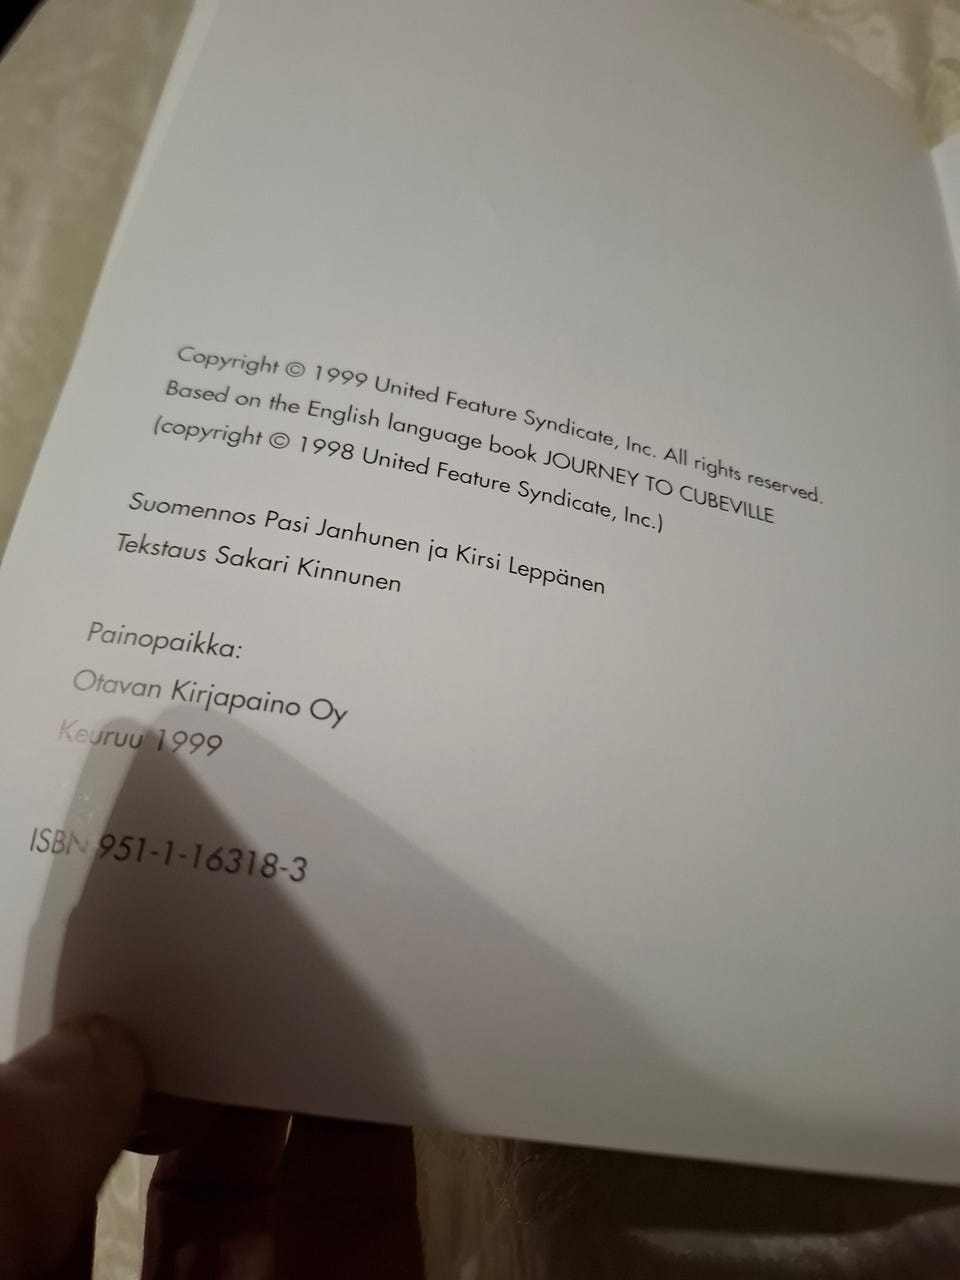 Copyright © 1999 United Feature Syndicate, Inc. All rights reserved.
Based on the English language book JOURNEY TO CUBEVILLE
(copyright © 1998 United Feature Syndicate, Inc.)
Suomennos Pasi Janhunen ja Kirsi Leppänen
Tekstaus Sakari Kinnunen
Painopaikka:
Otavan Kirjapaino Oy
Keuruu 1999
ISBN 951-1-16318-3